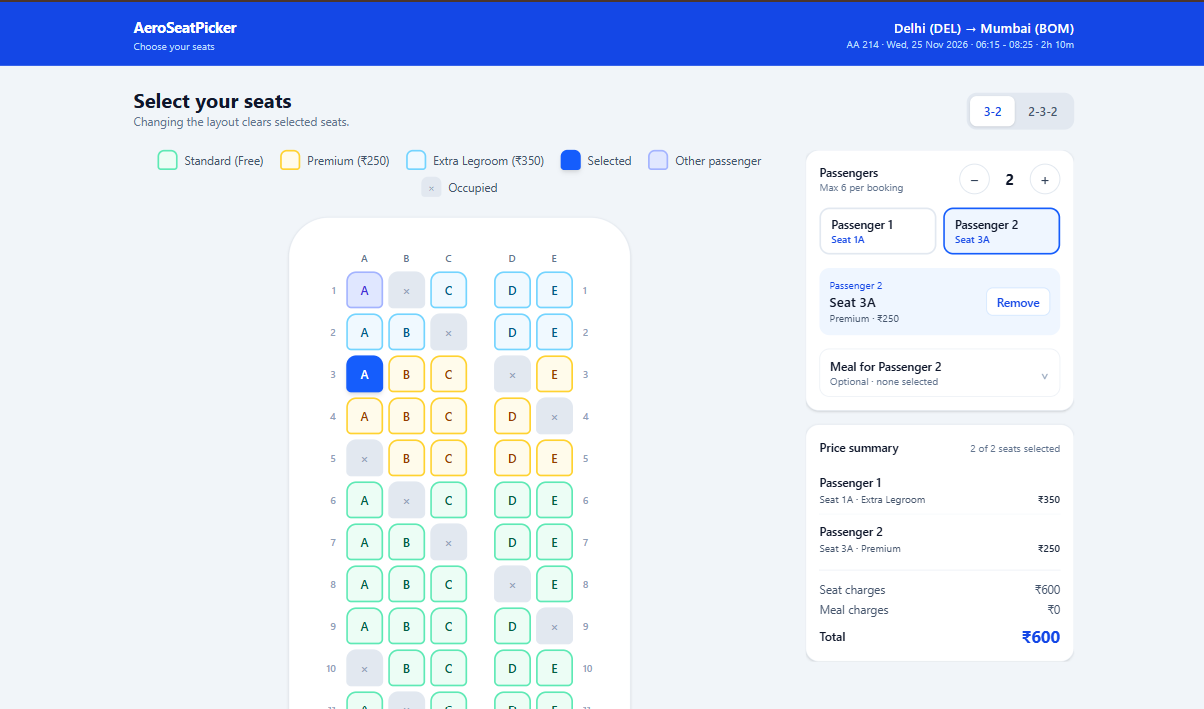 AeroSeatPicker
Choose your seats
Delhi (DEL) → Mumbai (BOM)
AA 214 · Wed, 25 Nov 2026 · 06:15 - 08:25 · 2h 10m
Select your seats
Changing the layout clears selected seats.
3-2 2-3-2
Standard (Free) Premium (₹250) Extra Legroom (₹350) Selected Other passenger
× Occupied
A B C D E
1 A × C D E 1
2 A B × D E 2
3 A B C × E 3
4 A B C D × 4
5 × B C D E 5
6 A × C D E 6
7 A B × D E 7
8 A B C × E 8
9 A B C D × 9
10 × B C D E 10
Passengers
Max 6 per booking
− 2 +
Passenger 1 Passenger 2
Seat 1A Seat 3A
Passenger 2
Seat 3A
Premium · ₹250
Remove
Meal for Passenger 2
Optional · none selected
Price summary 2 of 2 seats selected
Passenger 1
Seat 1A · Extra Legroom ₹350
Passenger 2
Seat 3A · Premium ₹250
Seat charges ₹600
Meal charges ₹0
Total ₹600